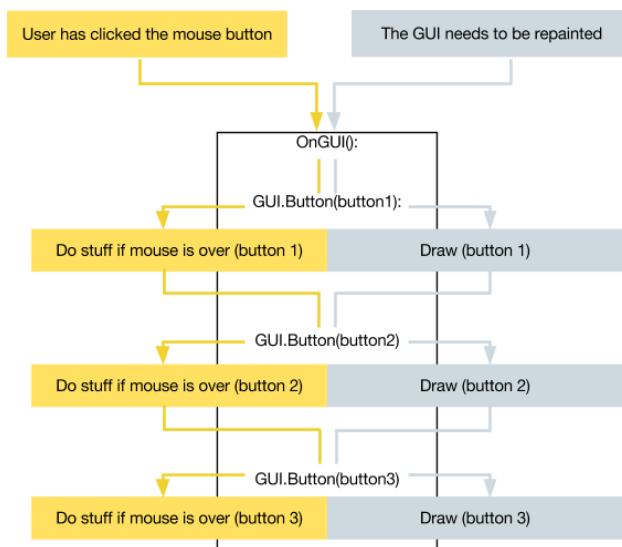 User has clicked the mouse button
The GUI needs to be repainted
OnGUI():
GUI.Button(button1):
Do stuff if mouse is over (button 1)
Draw (button 1)
GUI.Button(button2)
Do stuff if mouse is over (button 2)
Draw (button 2)
GUI.Button(button3)
Do stuff if mouse is over (button 3)
Draw (button 3)